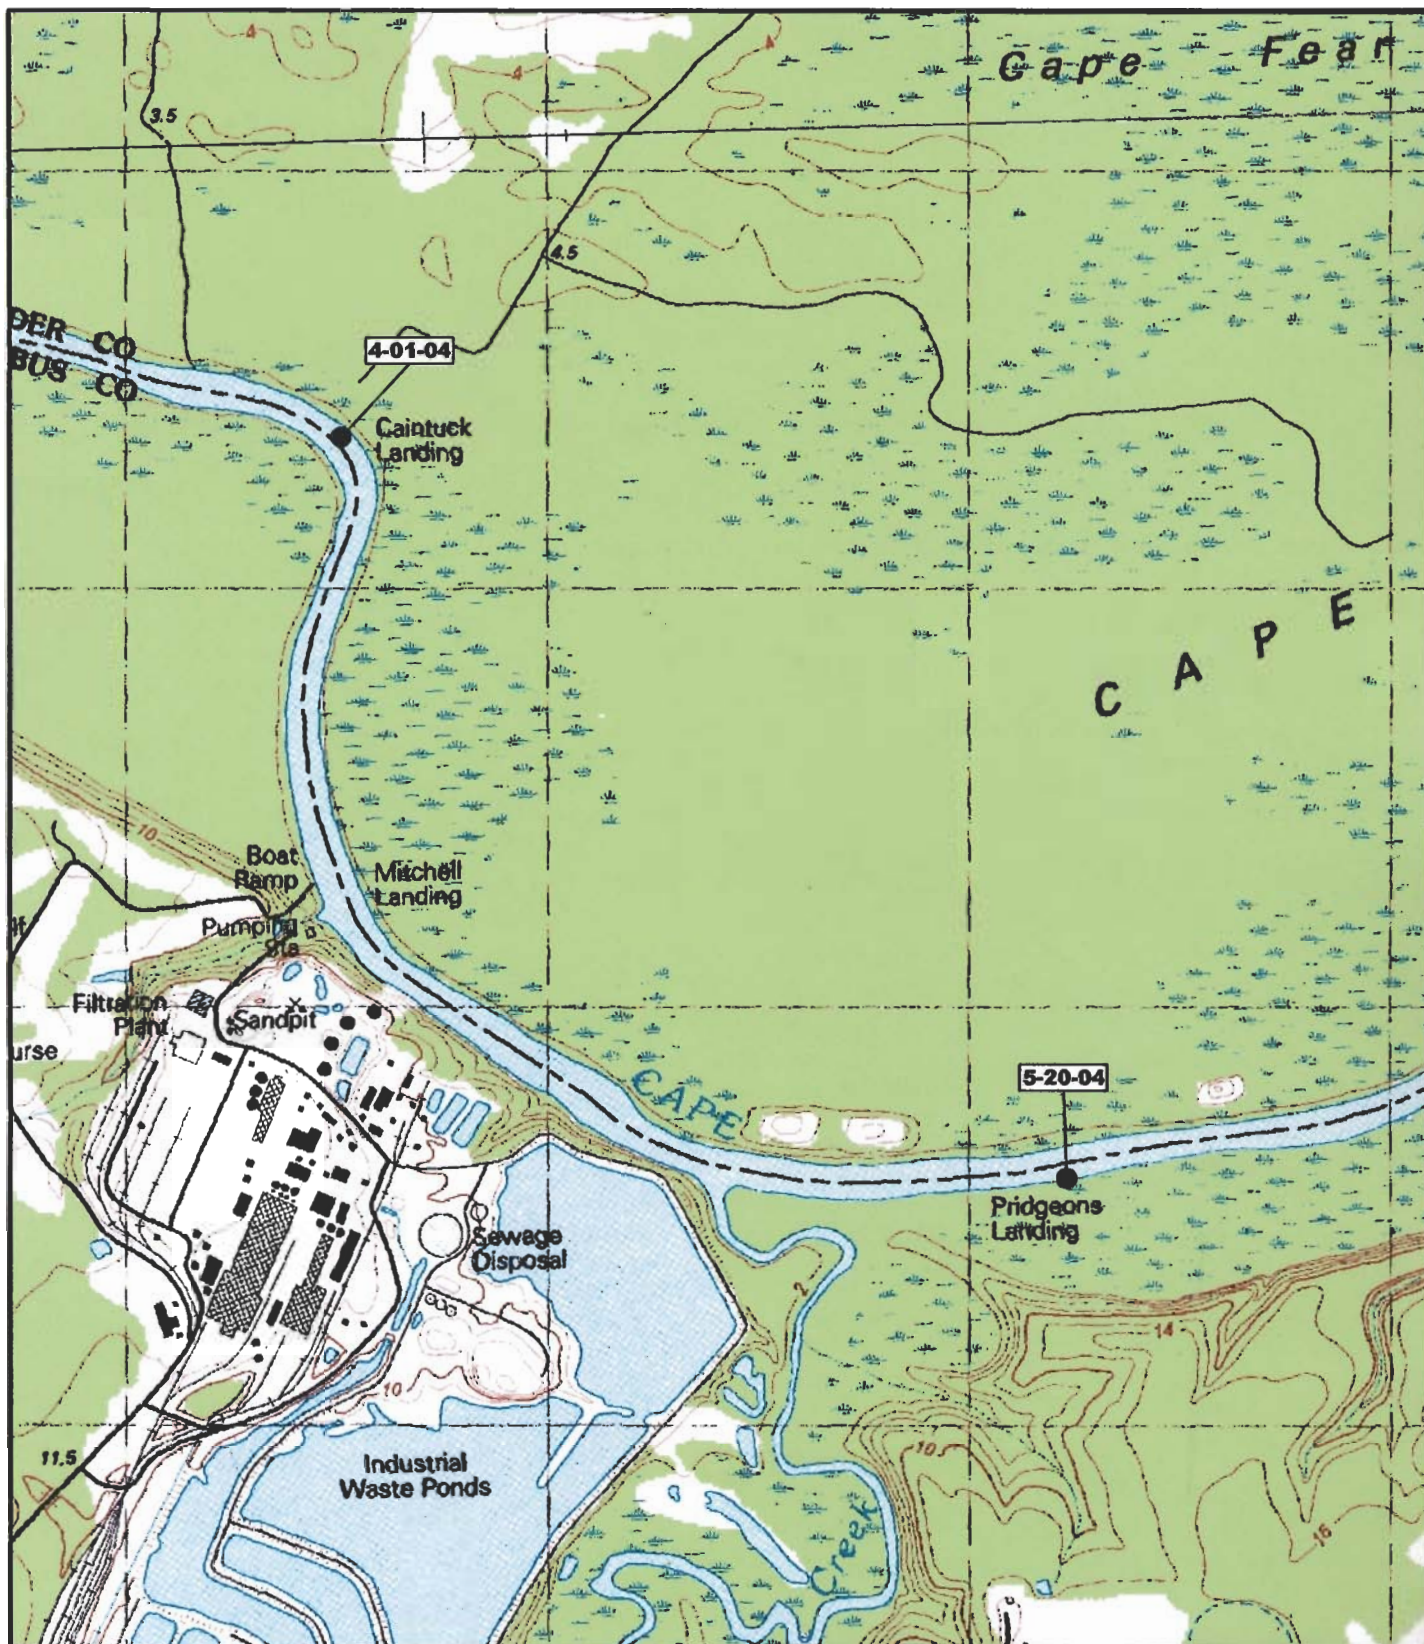 Cape Fear
4
4
4
3.5
4.5
DER CO
BUS CO
4-01-04
Caintuck
Landing
C A P E
10
Boat
Ramp
Mitchell
Landing
Pumping
Sta
Filtration
Plant
Sandpit
urse
CAPE
5-20-04
Pridgeons
Landing
Sewage
Disposal
2
14
10
10
11.5
Industrial
Waste Ponds
Creek
16